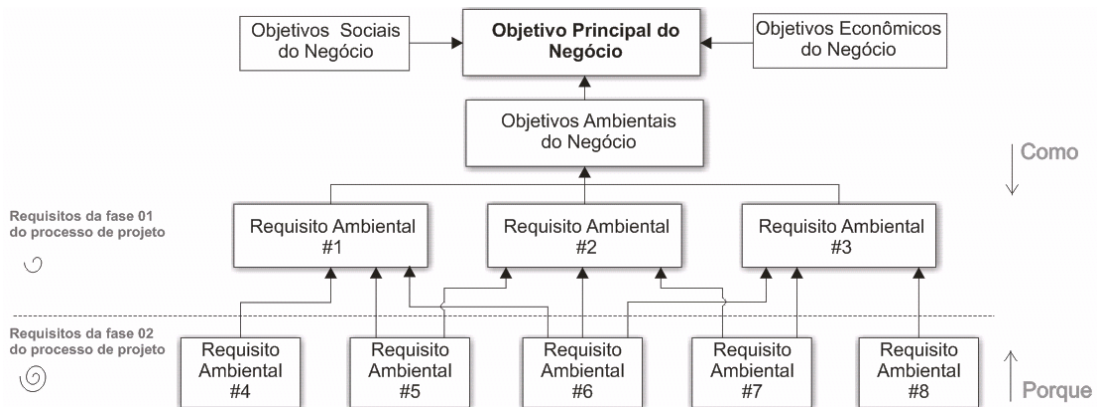 Objetivos Sociais
do Negócio
Objetivo Principal do
Negócio
Objetivos Econômicos
do Negócio
Objetivos Ambientais
do Negócio
Como
Requisitos da fase 01
do processo de projeto
Requisito Ambiental
#1
Requisito Ambiental
#2
Requisito Ambiental
#3
Requisitos da fase 02
do processo de projeto
Requisito
Ambiental
#4
Requisito
Ambiental
#5
Requisito
Ambiental
#6
Requisito
Ambiental
#7
Requisito
Ambiental
#8
Porque